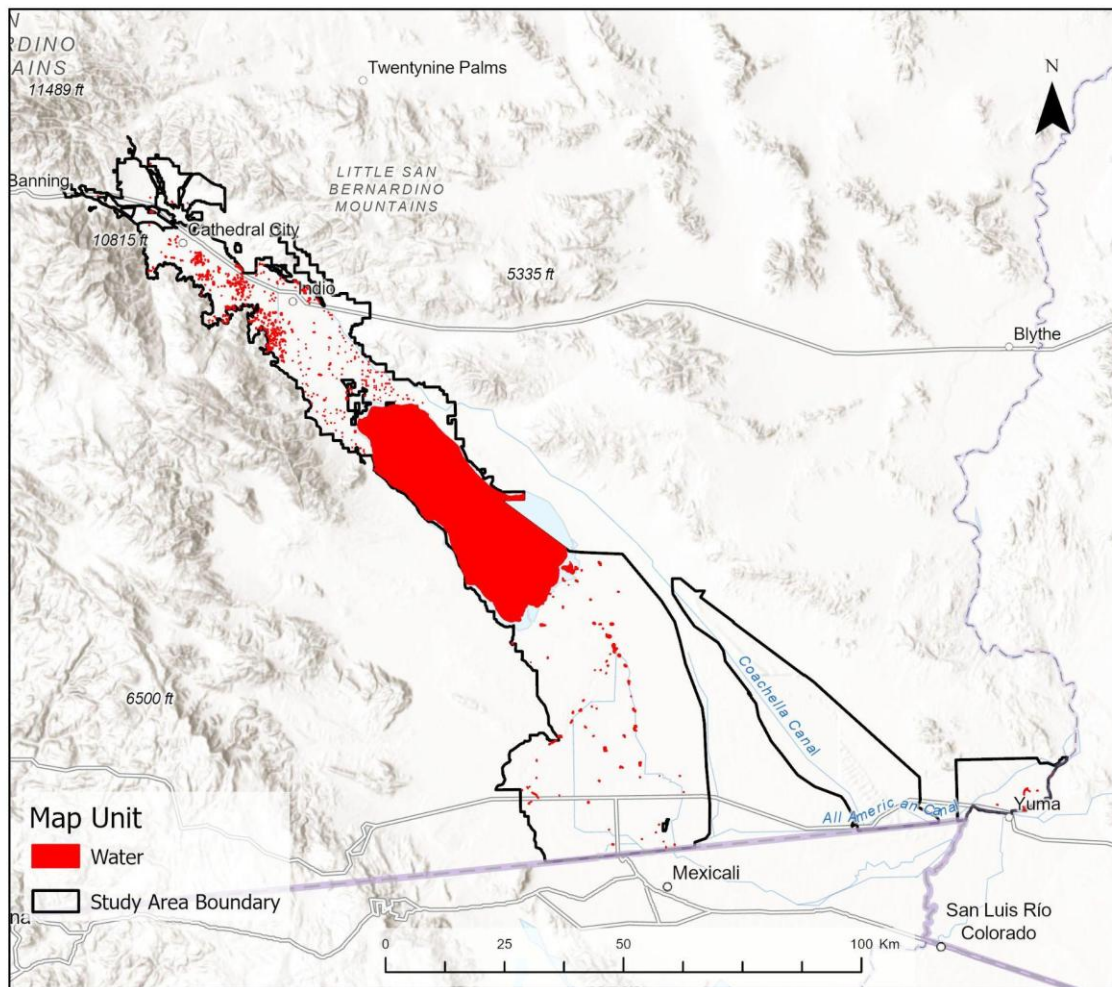 N
RDINO
AINS
11489 ft
Twentynine Palms
N
LITTLE SAN
BERNARDINO
MOUNTAINS
Banning
Cathedral City
10815 ft
5335 ft
Indio
Blythe
Coachella Canal
6500 ft
All American Canal
Yuma
Map Unit
Water
Study Area Boundary
Mexicali
San Luis Río
Colorado
na
0 25 50 100 Km